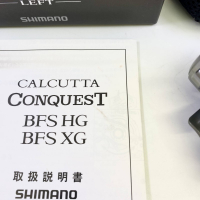 LEFT
SHIMANO
CALCUTTA
CONQUEST
BFS HG
BFS XG
取扱説明書
SHIMANO